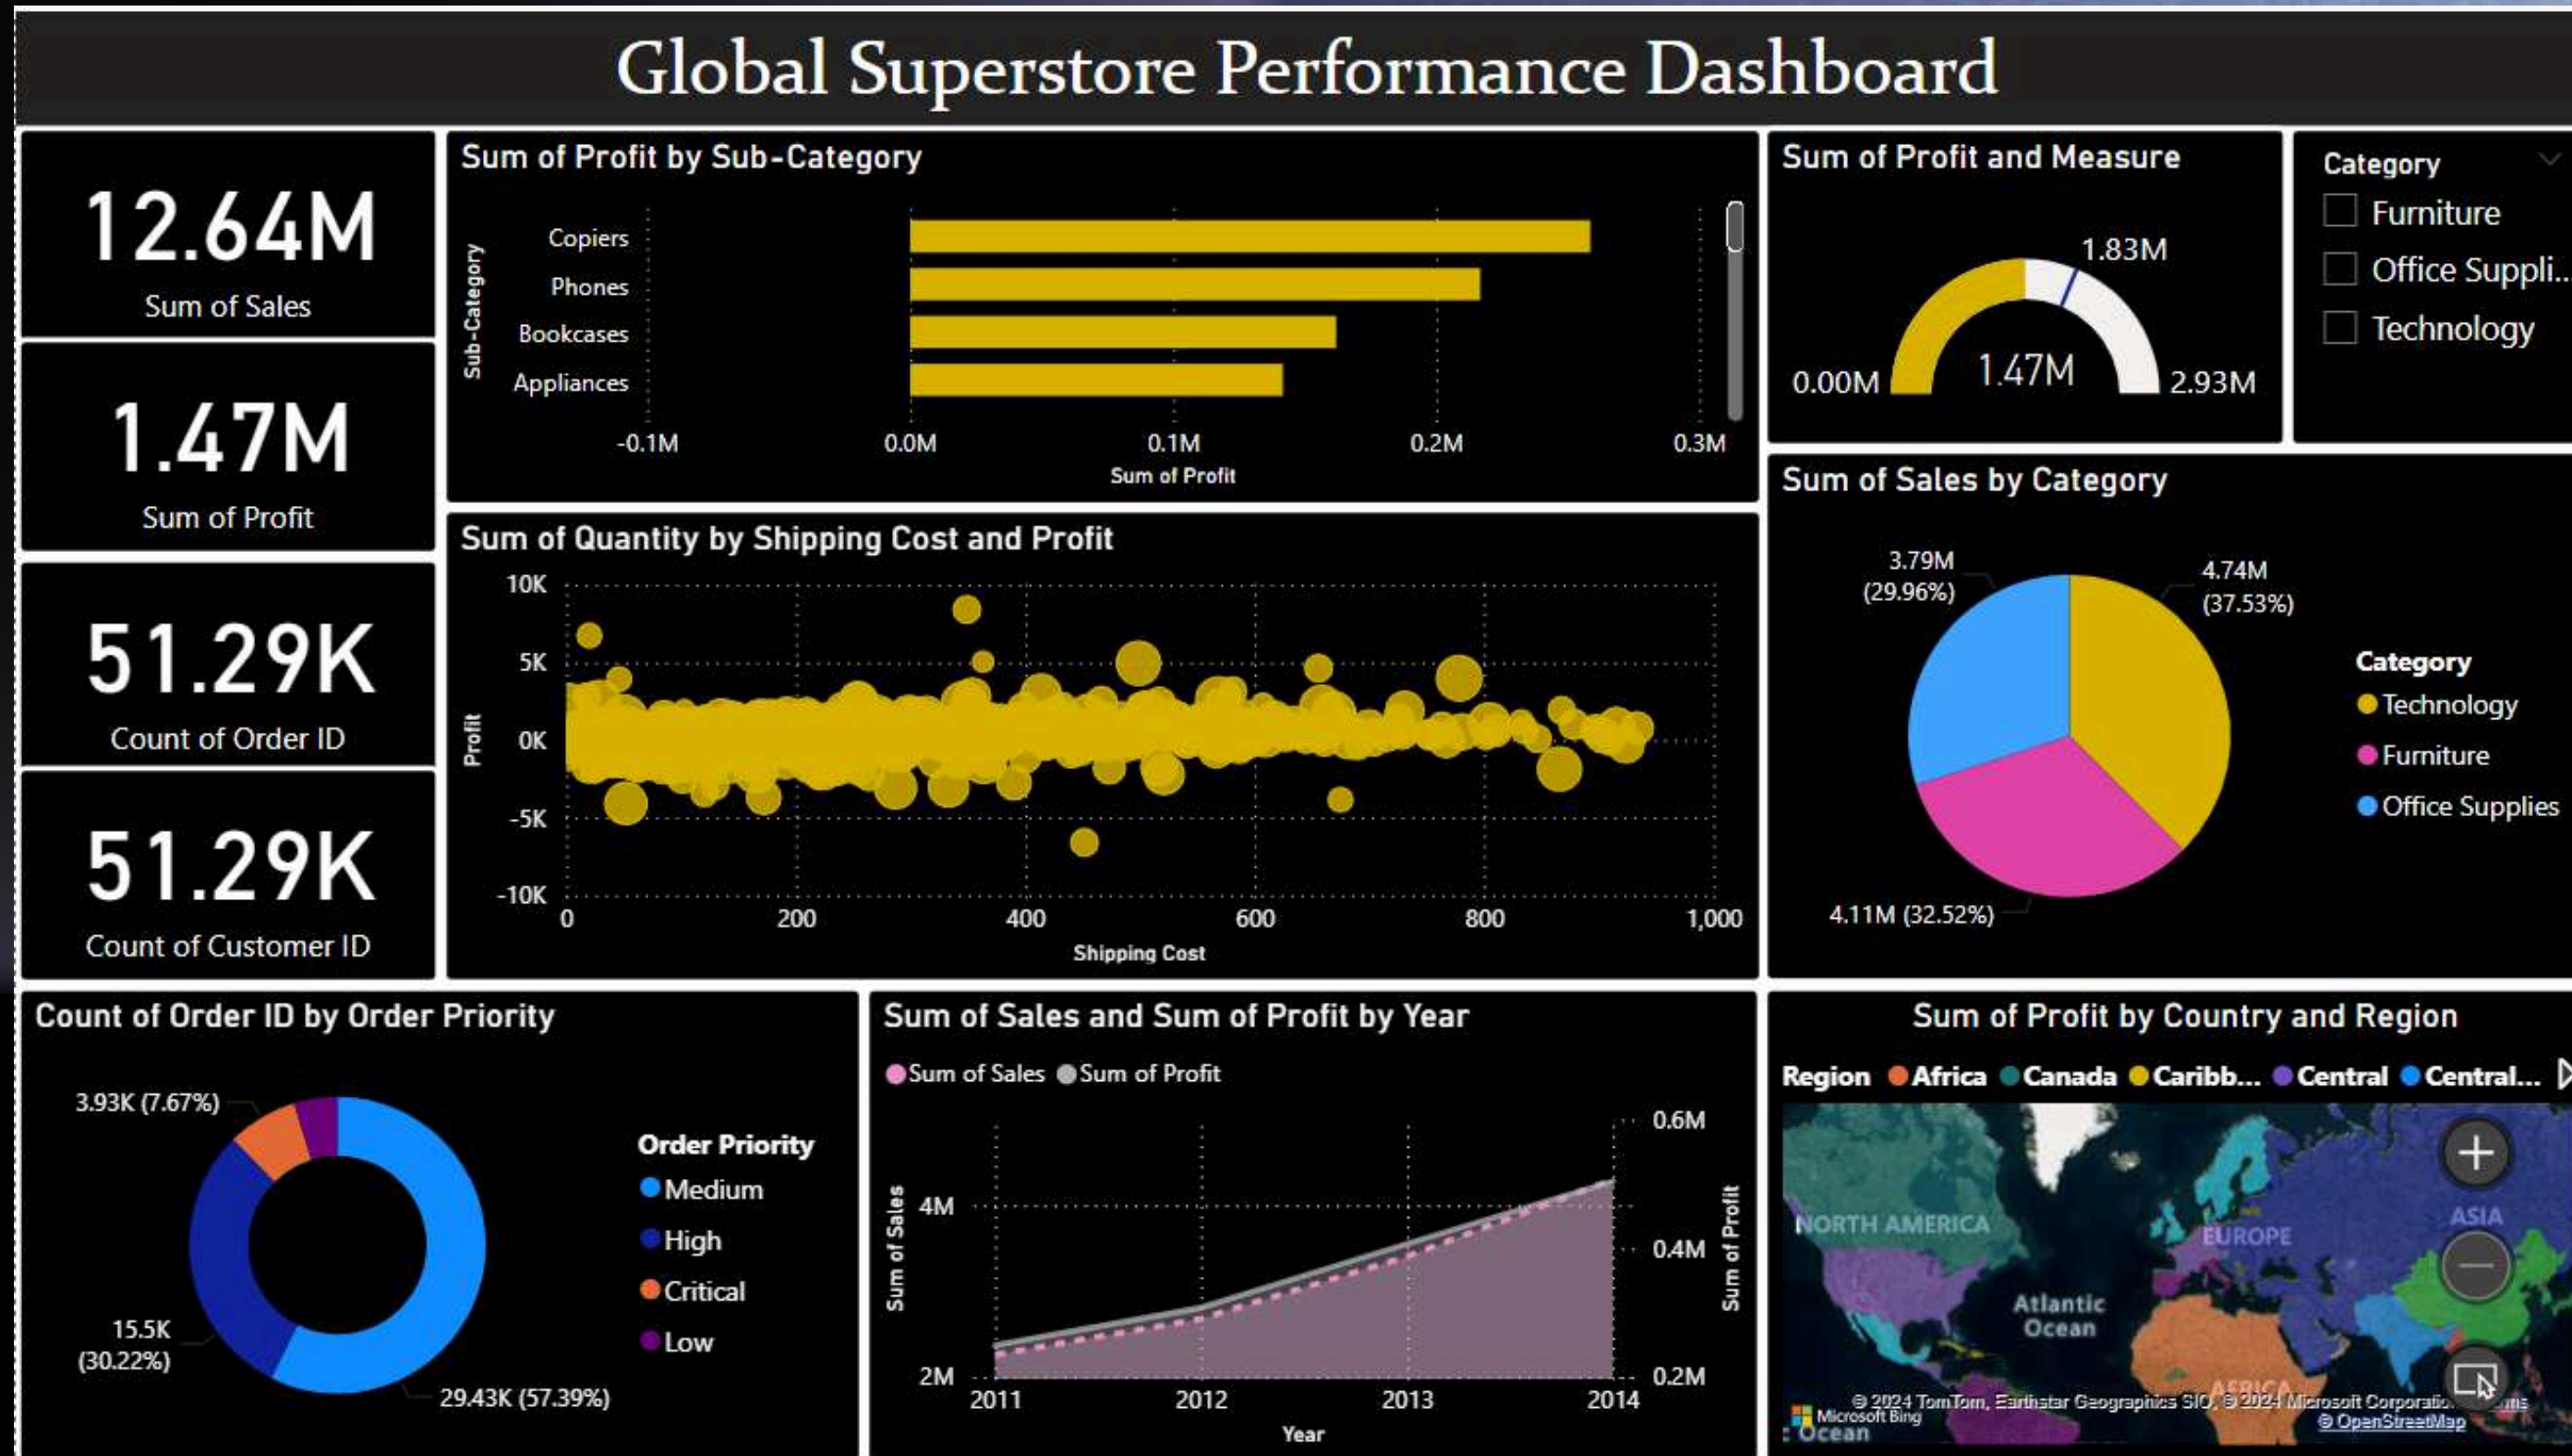 Global Superstore Performance Dashboard
12.64M
Sum of Sales
1.47M
Sum of Profit
51.29K
Count of Order ID
51.29K
Count of Customer ID
Sum of Profit by Sub-Category
Sub-Category
Copiers
Phones
Bookcases
Appliances
-0.1M 0.0M 0.1M 0.2M 0.3M
Sum of Profit
Sum of Profit and Measure
1.83M
0.00M 1.47M 2.93M
Category
Furniture
Office Suppli...
Technology
Sum of Quantity by Shipping Cost and Profit
Profit
10K
5K
0K
-5K
-10K
0 200 400 600 800 1,000
Shipping Cost
Sum of Sales by Category
3.79M
(29.96%)
4.74M
(37.53%)
4.11M (32.52%)
Category
Technology
Furniture
Office Supplies
Count of Order ID by Order Priority
3.93K (7.67%)
15.5K
(30.22%)
29.43K (57.39%)
Order Priority
Medium
High
Critical
Low
Sum of Sales and Sum of Profit by Year
Sum of Sales Sum of Profit
Sum of Sales
4M
2M
0.6M
0.4M
0.2M
Sum of Profit
2011 2012 2013 2014
Year
Sum of Profit by Country and Region
Region Africa Canada Caribb... Central Central...
NORTH AMERICA
EUROPE
ASIA
Atlantic
Ocean
AFRICA
© 2024 TomTom, Earthstar Geographics SIO, © 2024 Microsoft Corporatio
Microsoft Bing
© OpenStreetMap
Ocean